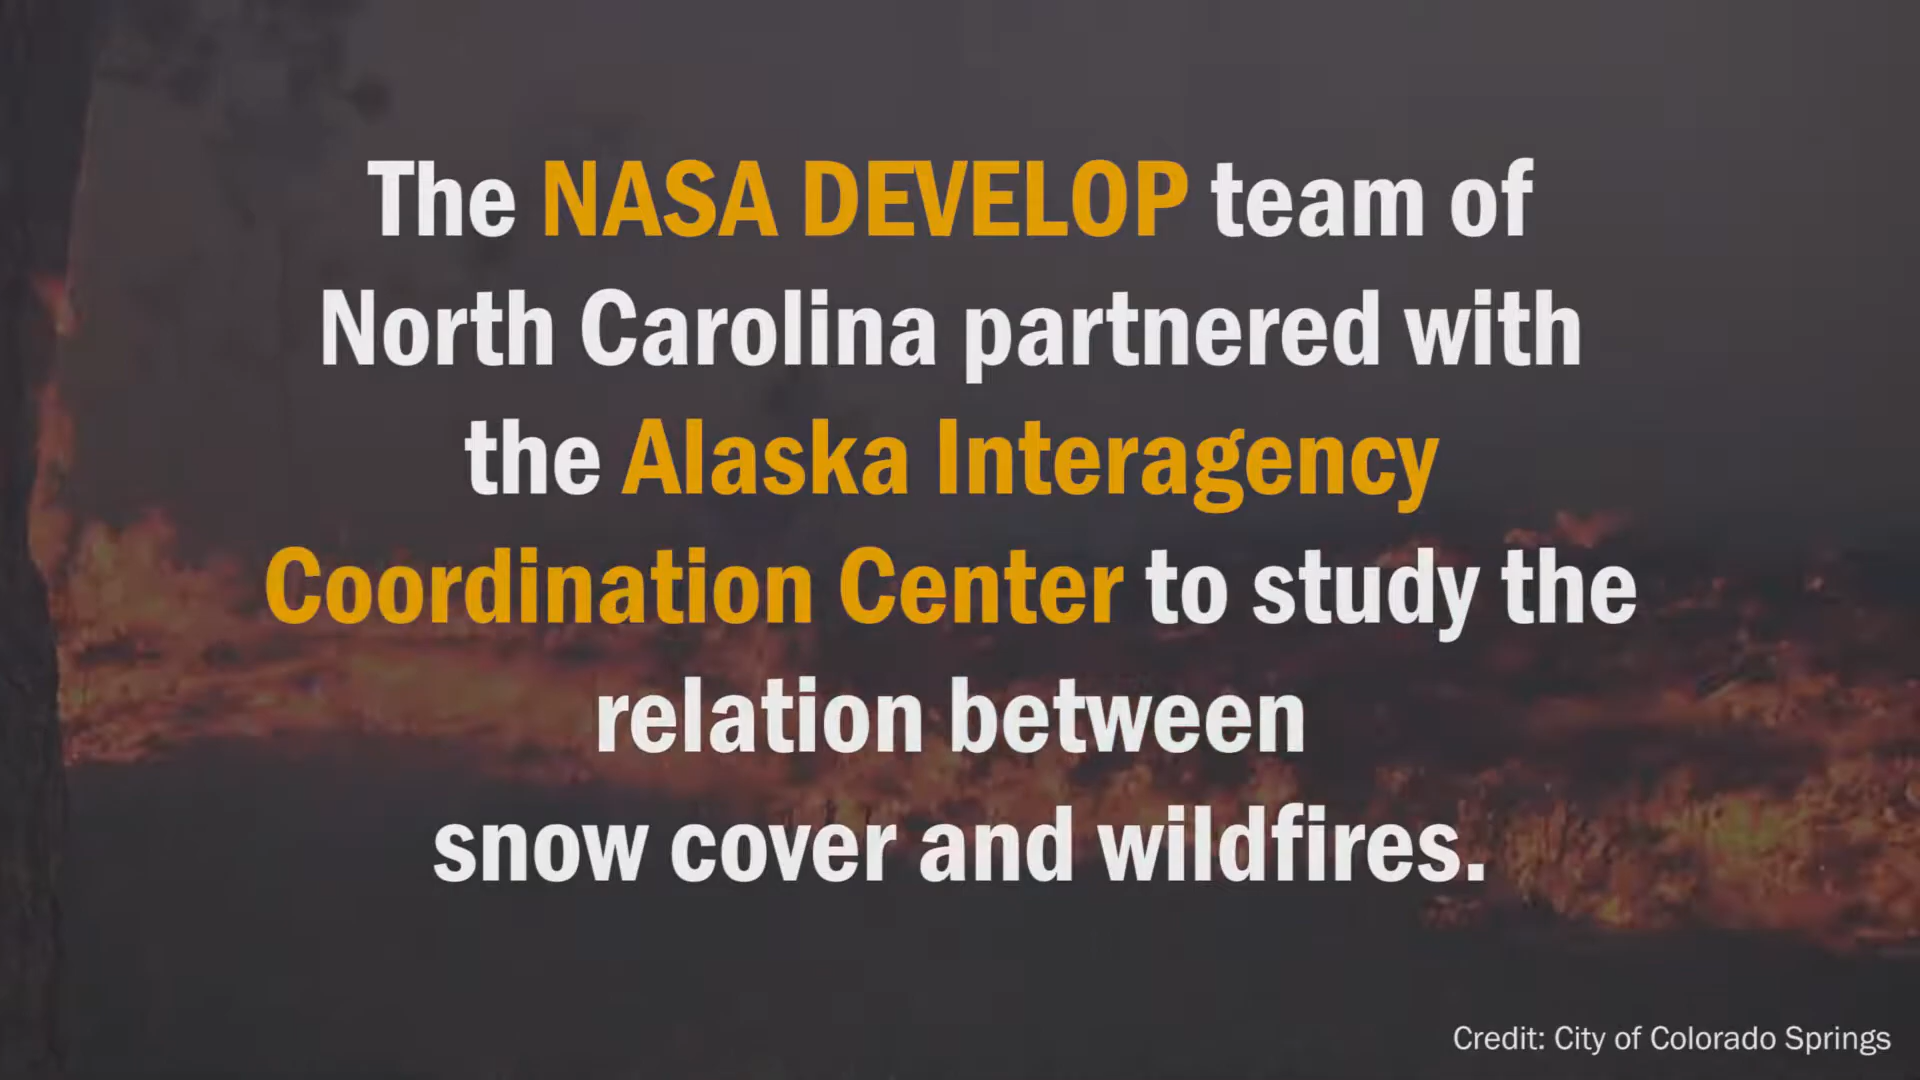 The NASA DEVELOP team of
North Carolina partnered with
the Alaska Interagency
Coordination Center to study the
relation between
snow cover and wildfires.
Credit: City of Colorado Springs